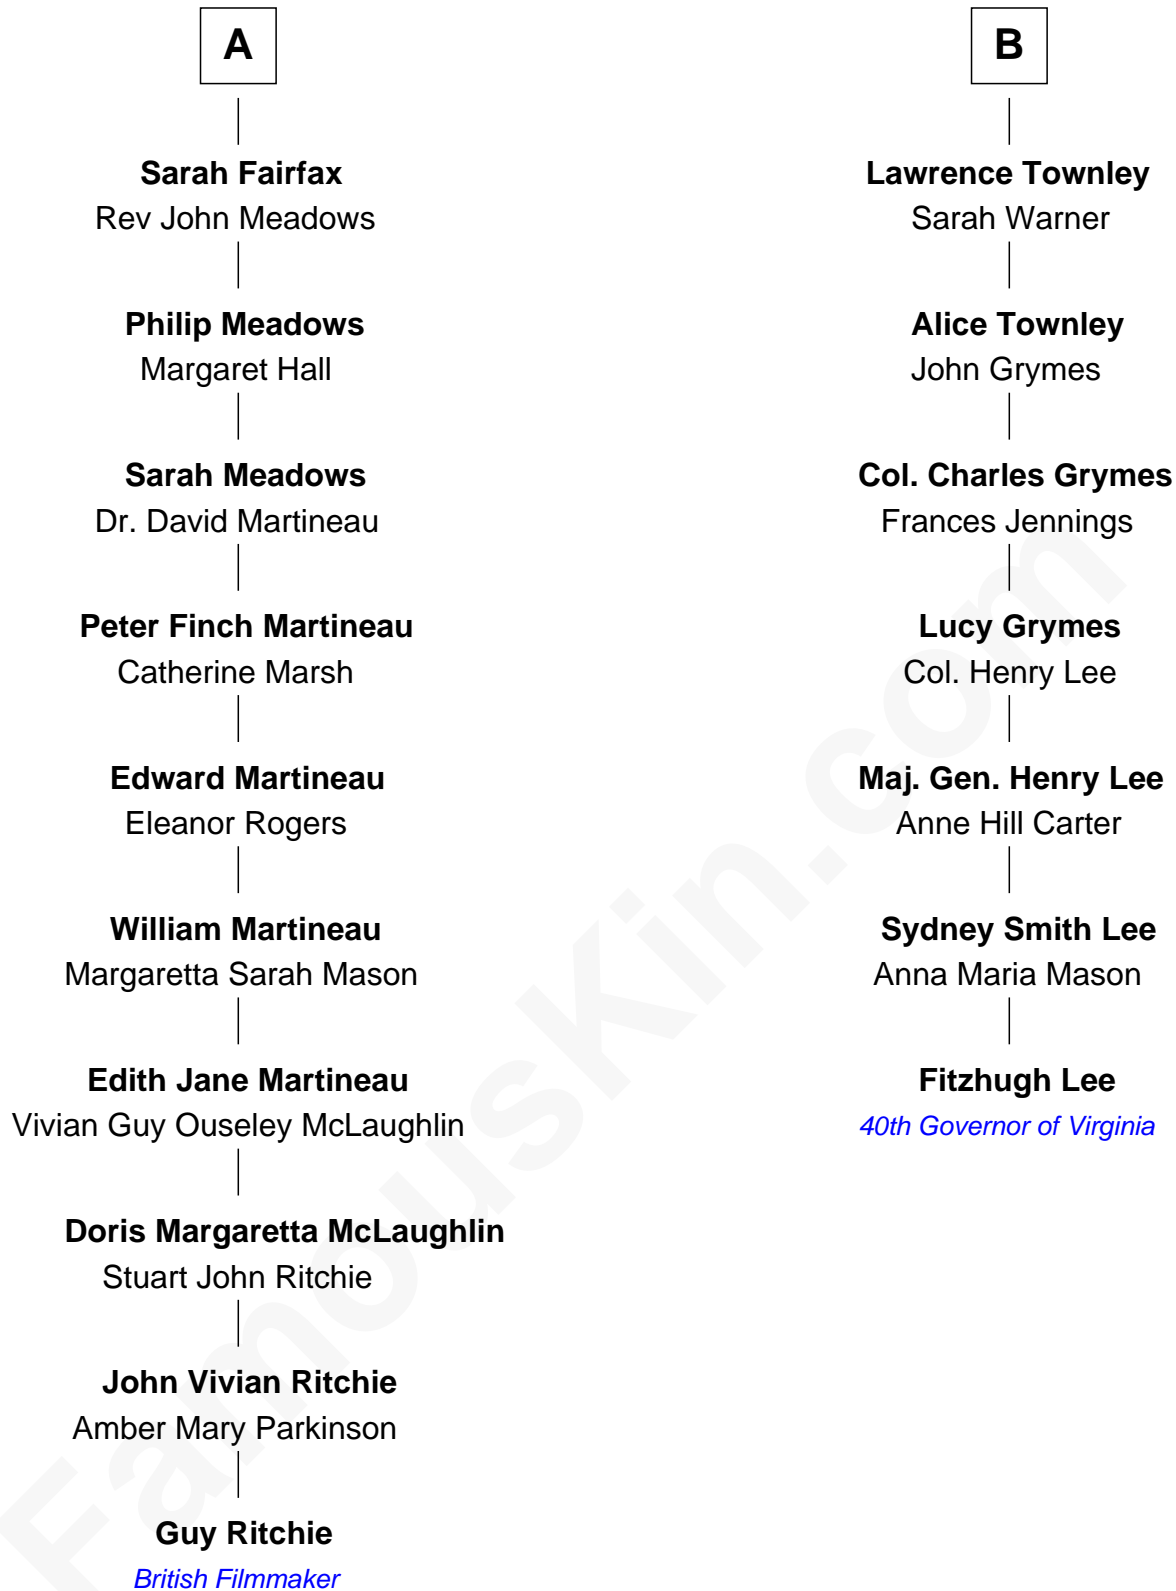 A
Sarah Fairfax
Rev John Meadows
Philip Meadows
Margaret Hall
Sarah Meadows
Dr. David Martineau
Peter Finch Martineau
Catherine Marsh
Edward Martineau
Eleanor Rogers
William Martineau
Margaretta Sarah Mason
Edith Jane Martineau
Vivian Guy Ouseley McLaughlin
Doris Margaretta McLaughlin
Stuart John Ritchie
John Vivian Ritchie
Amber Mary Parkinson
Guy Ritchie
British Filmmaker
B
Lawrence Townley
Sarah Warner
Alice Townley
John Grymes
Col. Charles Grymes
Frances Jennings
Lucy Grymes
Col. Henry Lee
Maj. Gen. Henry Lee
Anne Hill Carter
Sydney Smith Lee
Anna Maria Mason
Fitzhugh Lee
40th Governor of Virginia
FamousKin.com